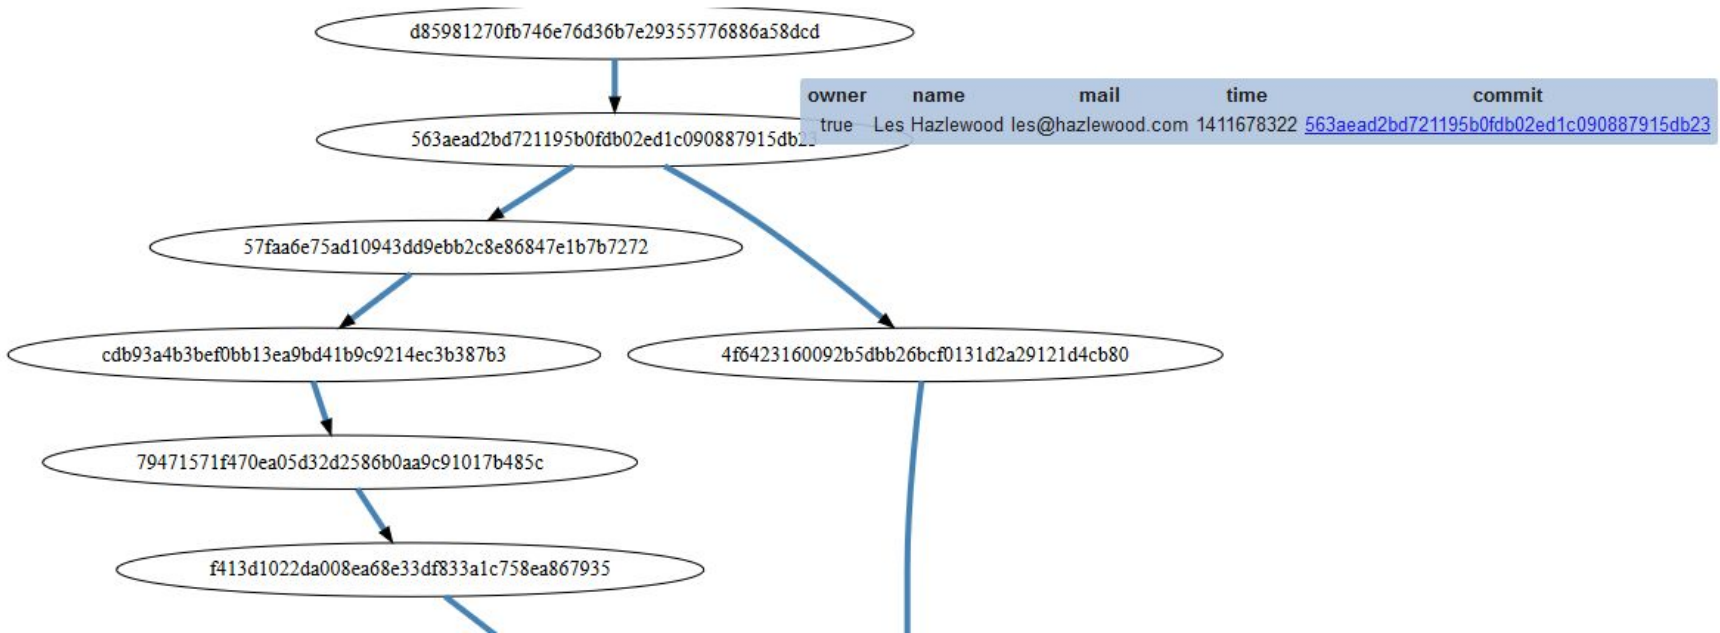 d85981270fb746e76d36b7e29355776886a58dcd
owner name mail time commit
true Les Hazlewood les@hazlewood.com 1411678322 563aead2bd721195b0fdb02ed1c090887915db23
563aead2bd721195b0fdb02ed1c090887915db23
57faa6e75ad10943dd9ebb2c8e86847e1b7b7272
cdb93a4b3bef0bb13ea9bd41b9c9214ec3b387b3
4f6423160092b5dbb26bcf0131d2a29121d4cb80
79471571f470ea05d32d2586b0aa9c91017b485c
f413d1022da008ea68e33df833a1c758ea867935